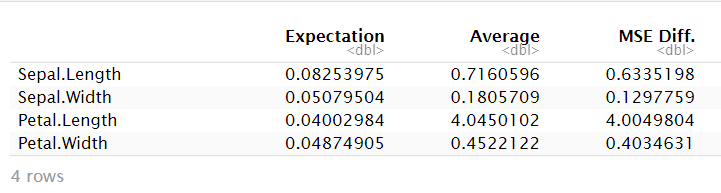 Expectation Average MSE Diff.
<dbl> <dbl> <dbl>
Sepal.Length 0.08253975 0.7160596 0.6335198
Sepal.Width 0.05079504 0.1805709 0.1297759
Petal.Length 0.04002984 4.0450102 4.0049804
Petal.Width 0.04874905 0.4522122 0.4034631
4 rows